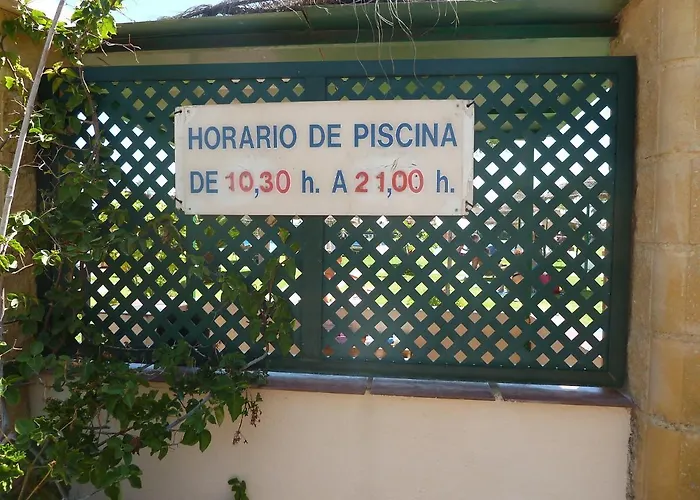 HORARIO DE PISCINA
DE 10,30 h. A 21,00 h.